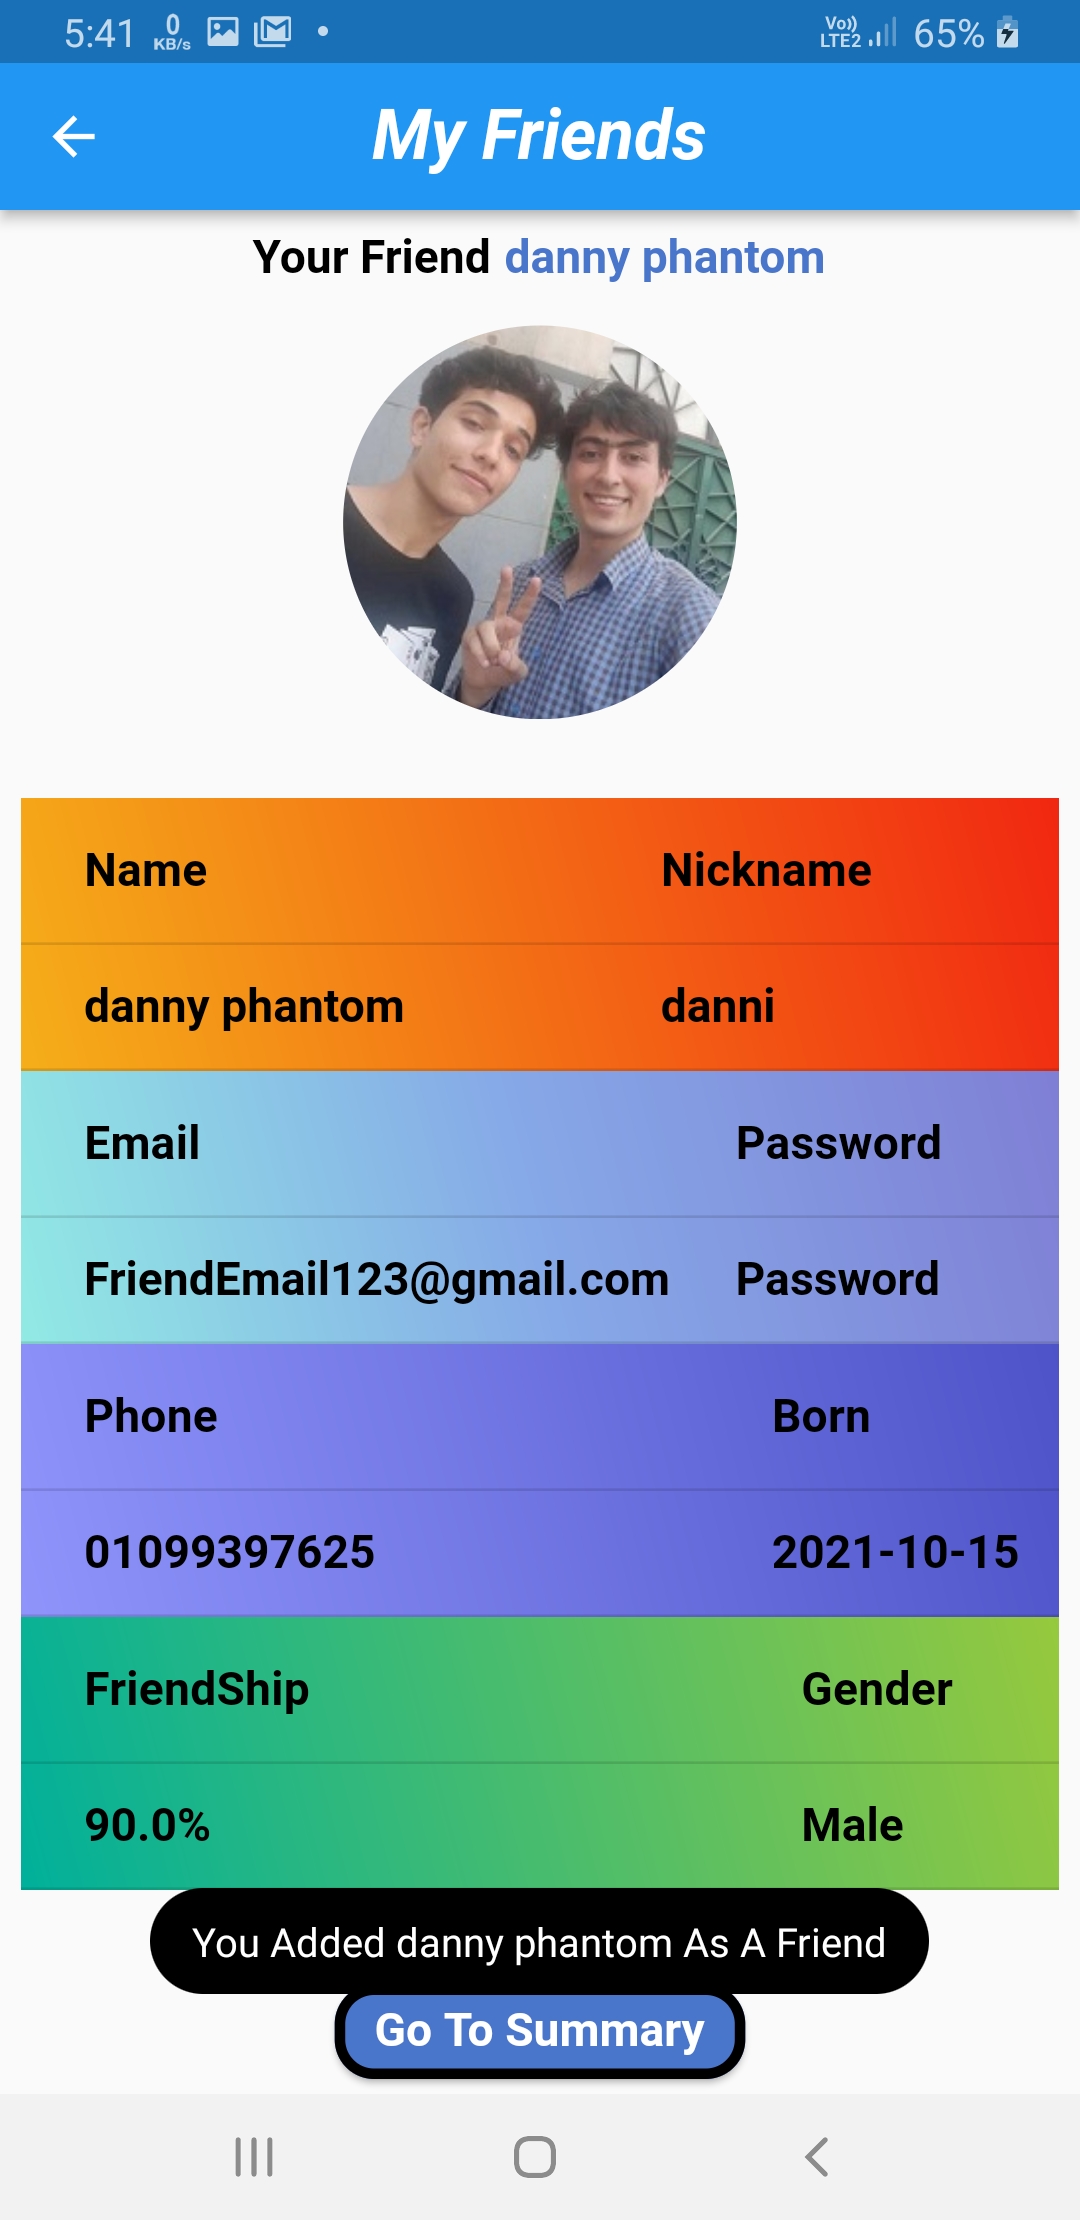 5:41 0 KB/s Vo)) LTE2 65%
My Friends
Your Friend danny phantom
Name Nickname
danny phantom danni
Email Password
FriendEmail123@gmail.com Password
Phone Born
01099397625 2021-10-15
FriendShip Gender
90.0% Male
You Added danny phantom As A Friend
Go To Summary